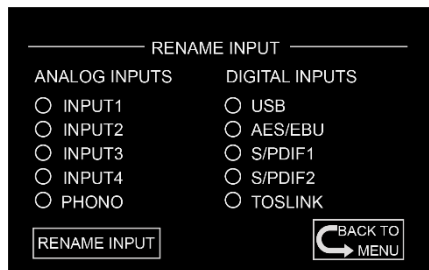 RENAME INPUT
ANALOG INPUTS
INPUT1
INPUT2
INPUT3
INPUT4
PHONO
DIGITAL INPUTS
USB
AES/EBU
S/PDIF1
S/PDIF2
TOSLINK
RENAME INPUT
BACK TO
MENU